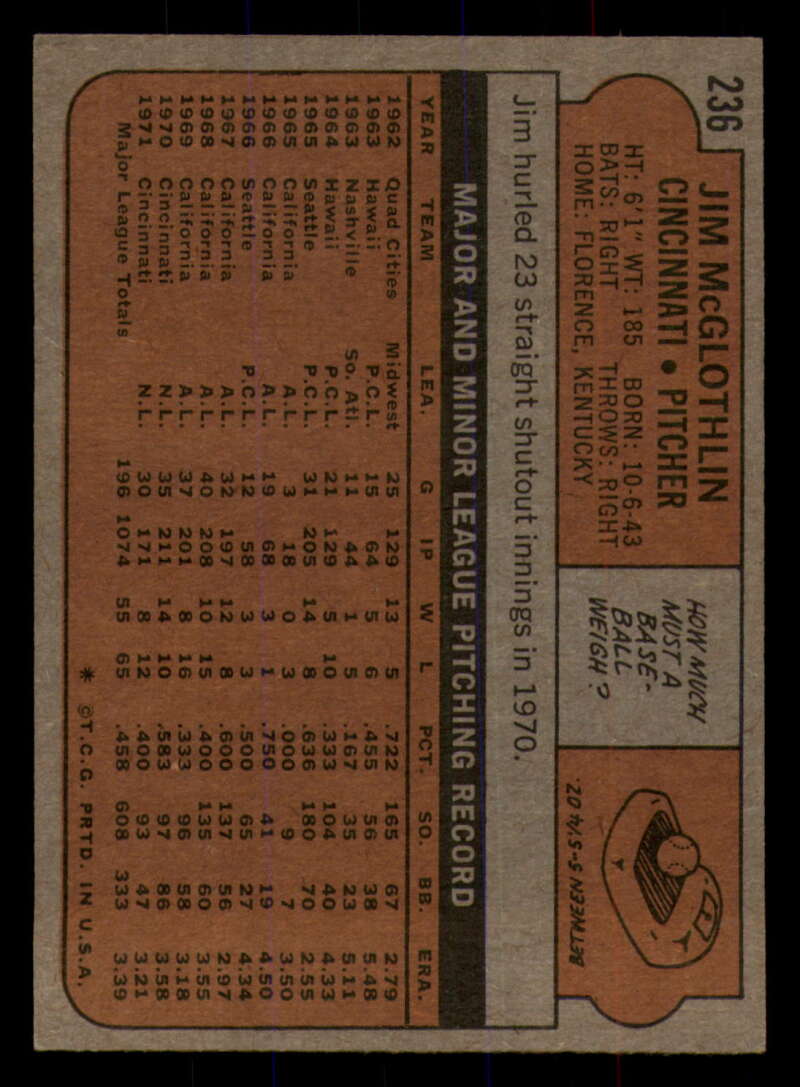 236
JIM McGLOTHLIN
CINCINNATI • PITCHER
HT: 6'1" WT: 185 BORN: 10-6-43
BATS: RIGHT THROWS: RIGHT
HOME: FLORENCE, KENTUCKY
HOW MUCH
MUST A
BASE-
BALL
WEIGH?
BETWEEN 5-5¼ OZ.
Jim hurled 23 straight shutout innings in 1970.
MAJOR AND MINOR LEAGUE PITCHING RECORD
YEAR TEAM LEA. G IP W L PCT. SO. BB. ERA.
1962 Quad Cities Midwest 25 129 13 5 .722 165 67 2.79
1963 Hawaii P.C.L. 15 64 5 6 .455 56 38 5.48
1963 Nashville So. Atl. 11 44 1 5 .167 35 23 5.11
1964 Hawaii P.C.L. 21 129 5 10 .333 104 40 4.33
1965 Seattle P.C.L. 31 205 14 8 .636 180 70 2.55
1965 California A.L. 3 18 0 3 .000 9 7 3.50
1966 California A.L. 19 68 3 1 .750 41 19 4.50
1966 Seattle P.C.L. 12 58 3 3 .500 65 27 4.34
1967 California A.L. 32 197 12 8 .600 137 56 2.97
1968 California A.L. 40 208 10 15 .400 135 60 3.55
1969 California A.L. 37 201 8 16 .333 96 58 3.18
1970 Cincinnati N.L. 35 211 14 10 .583 97 86 3.58
1971 Cincinnati N.L. 30 171 8 12 .400 93 47 3.21
Major League Totals 196 1074 55 65 .458 608 333 3.39
* ©T.C.G. PRTD. IN U.S.A.